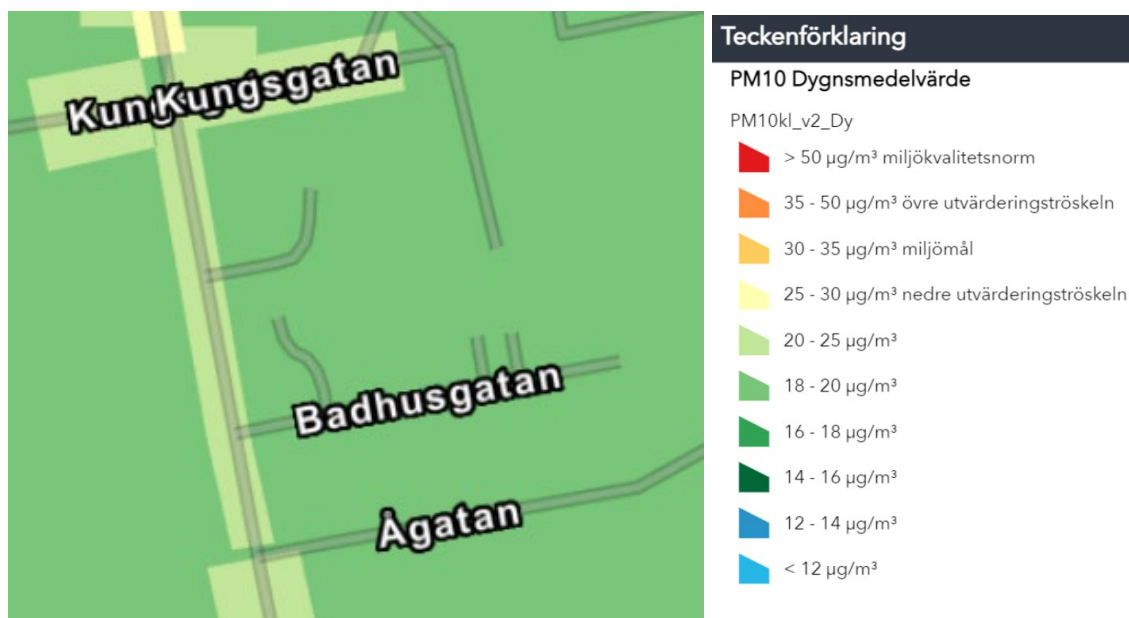 Kungsgatan
Badhusgatan
Ågatan
Teckenförklaring
PM10 Dygnsmedelvärde
PM10kl_v2_Dy
> 50 µg/m³ miljökvalitetsnorm
35 - 50 µg/m³ övre utvärderingströskeln
30 - 35 µg/m³ miljömål
25 - 30 µg/m³ nedre utvärderingströskeln
20 - 25 µg/m³
18 - 20 µg/m³
16 - 18 µg/m³
14 - 16 µg/m³
12 - 14 µg/m³
< 12 µg/m³